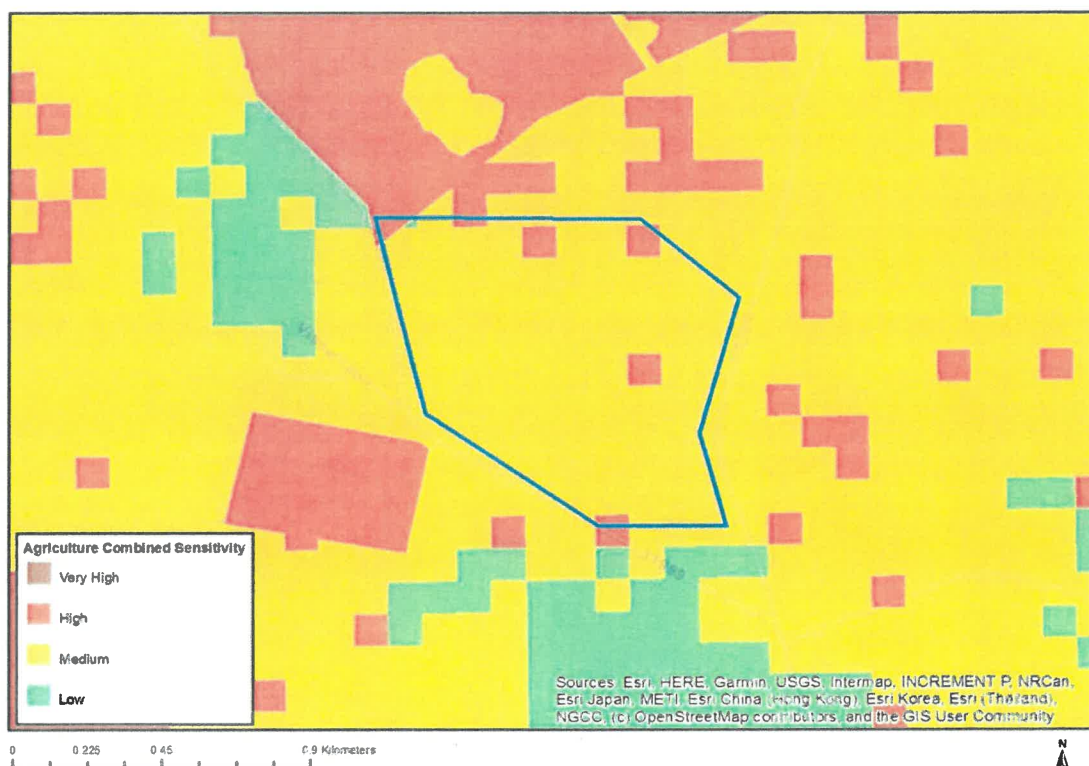 Agriculture Combined Sensitivity
Very High
High
Medium
Low
Sources: Esri, HERE, Garmin, USGS, Intermap, INCREMENT P, NRCan,
Esri Japan, METI, Esri China (Hong Kong), Esri Korea, Esri (Thailand),
NGCC, (c) OpenStreetMap contributors, and the GIS User Community
0 0.225 0.45 0.9 Kilometers
N